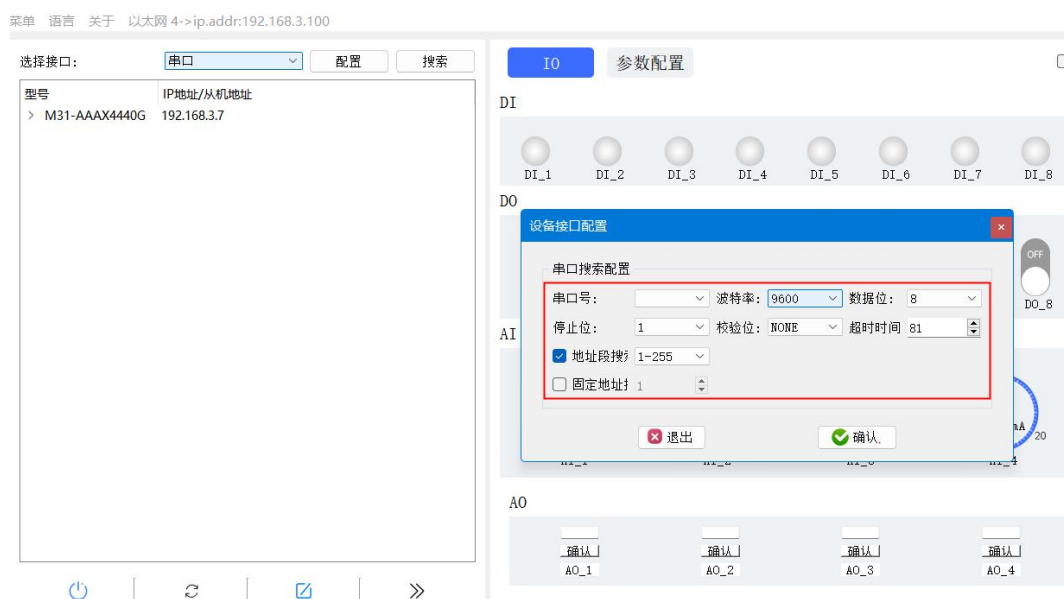 菜单 语言 关于 以太网 4->ip.addr:192.168.3.100
选择接口: 串口 配置 搜索
型号 IP地址/从机地址
M31-AAAX4440G 192.168.3.7
IO 参数配置
DI
DI_1 DI_2 DI_3 DI_4 DI_5 DI_6 DI_7 DI_8
DO
OFF
DO_8
设备接口配置
串口搜索配置
串口号: 波特率: 9600 数据位: 8
停止位: 1 校验位: NONE 超时时间 81
地址段搜 1-255
固定地址 1
退出 确认.
AI
20
AO
确认 确认 确认 确认
AO_1 AO_2 AO_3 AO_4